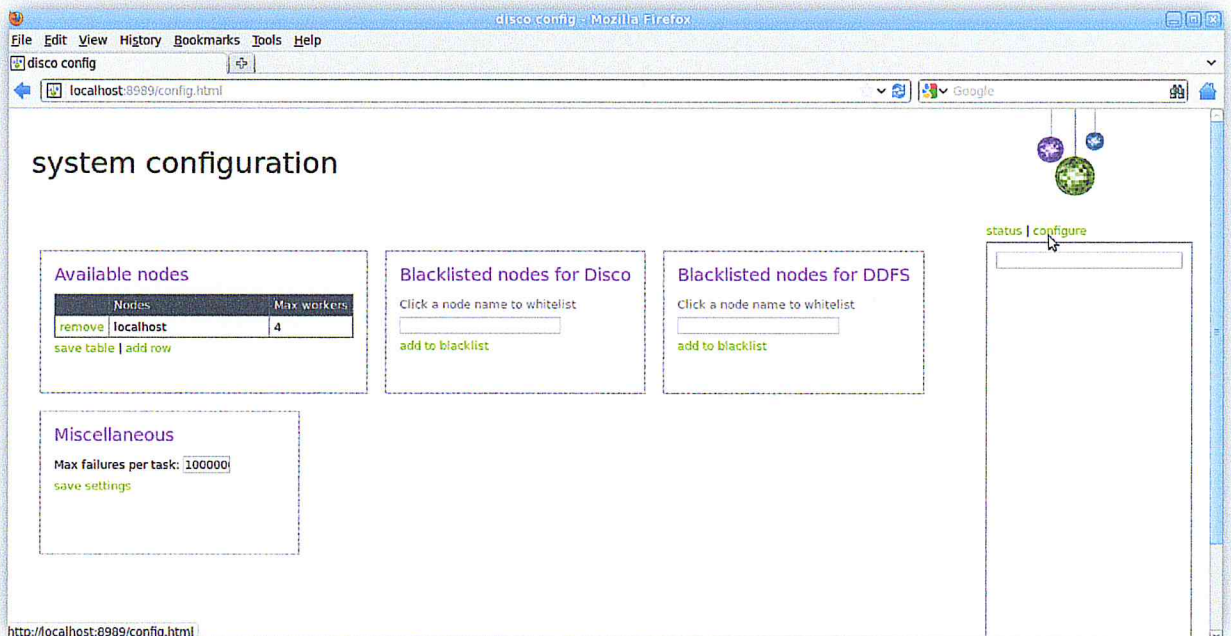 disco config - Mozilla Firefox
File Edit View History Bookmarks Tools Help
disco config
localhost:8989/config.html
Google
system configuration
status | configure
Available nodes
Nodes Max workers
remove localhost 4
save table | add row
Blacklisted nodes for Disco
Click a node name to whitelist
add to blacklist
Blacklisted nodes for DDFS
Click a node name to whitelist
add to blacklist
Miscellaneous
Max failures per task: 100000
save settings
http://localhost:8989/config.html